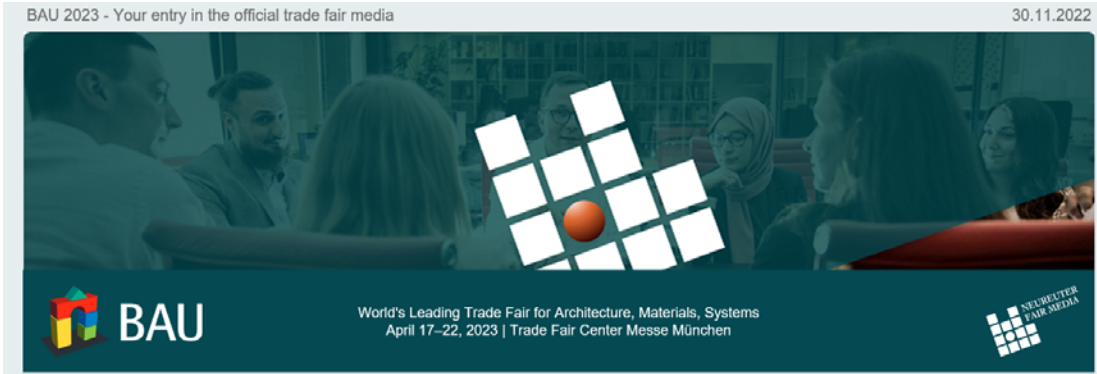 BAU 2023 - Your entry in the official trade fair media
30.11.2022
BAU
World's Leading Trade Fair for Architecture, Materials, Systems
April 17–22, 2023 | Trade Fair Center Messe München
NEUREUTER
FAIR MEDIA